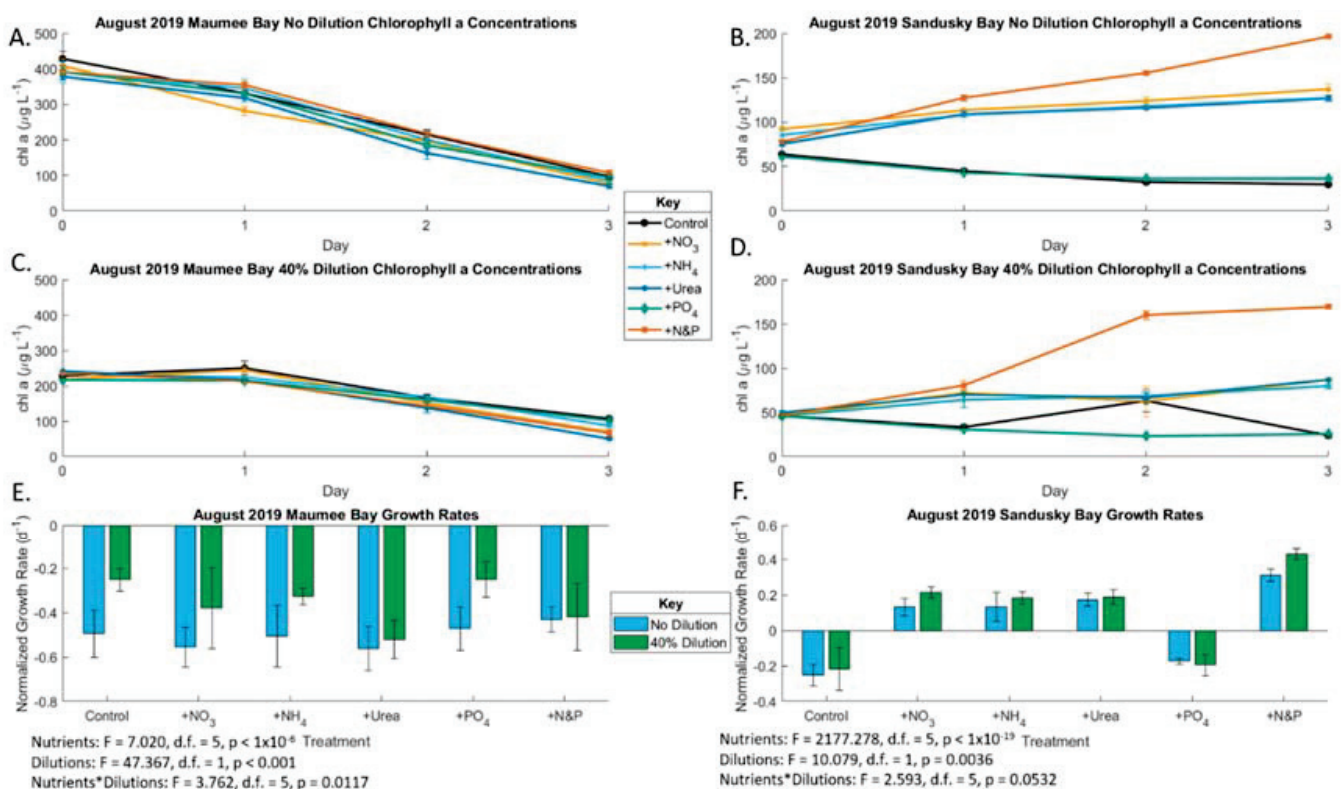 A.
August 2019 Maumee Bay No Dilution Chlorophyll a Concentrations
500
400
300
200
100
0
chl a (μg L-1)
0 1 2 3
Day
B.
August 2019 Sandusky Bay No Dilution Chlorophyll a Concentrations
200
150
100
50
0
chl a (μg L-1)
0 1 2 3
Day
Key
Control
+NO3
+NH4
+Urea
+PO4
+N&P
C.
August 2019 Maumee Bay 40% Dilution Chlorophyll a Concentrations
500
400
300
200
100
0
chl a (μg L-1)
0 1 2 3
Day
D.
August 2019 Sandusky Bay 40% Dilution Chlorophyll a Concentrations
200
150
100
50
0
chl a (μg L-1)
0 1 2 3
Day
E.
August 2019 Maumee Bay Growth Rates
0
-0.2
-0.4
-0.6
-0.8
Normalized Growth Rate (d-1)
Control +NO3 +NH4 +Urea +PO4 +N&P
Treatment
Nutrients: F = 7.020, d.f. = 5, p < 1x10-6
Dilutions: F = 47.367, d.f. = 1, p < 0.001
Nutrients*Dilutions: F = 3.762, d.f. = 5, p = 0.0117
Key
No Dilution
40% Dilution
F.
August 2019 Sandusky Bay Growth Rates
0.6
0.4
0.2
0
-0.2
-0.4
Normalized Growth Rate (d-1)
Control +NO3 +NH4 +Urea +PO4 +N&P
Treatment
Nutrients: F = 2177.278, d.f. = 5, p < 1x10-19
Dilutions: F = 10.079, d.f. = 1, p = 0.0036
Nutrients*Dilutions: F = 2.593, d.f. = 5, p = 0.0532